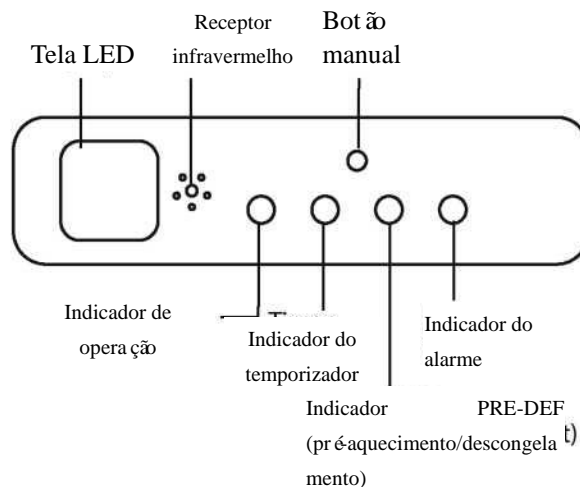 Tela LED
Receptor
infravermelho
Bot ão
manual
Indicador de
opera ção
Indicador do
temporizador
Indicador do
alarme
Indicador PRE-DEF
(pr é-aquecimento/descongela t)
mento)